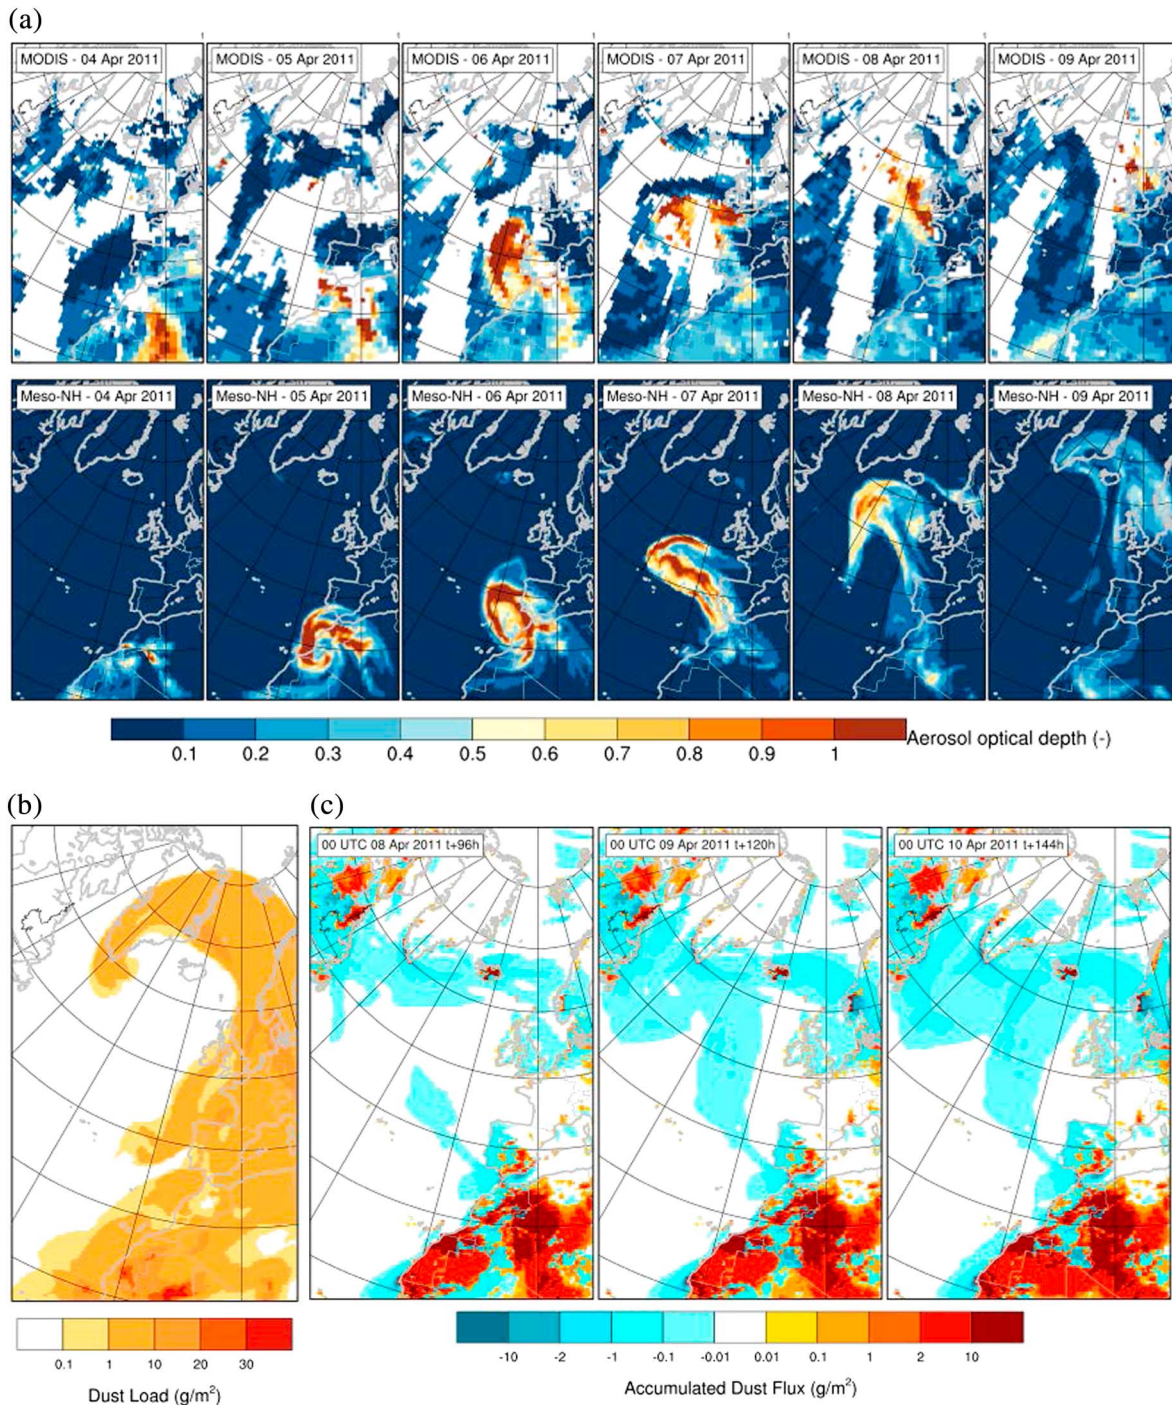 (a)
MODIS - 04 Apr 2011
MODIS - 05 Apr 2011
MODIS - 06 Apr 2011
MODIS - 07 Apr 2011
MODIS - 08 Apr 2011
MODIS - 09 Apr 2011
Meso-NH - 04 Apr 2011
Meso-NH - 05 Apr 2011
Meso-NH - 06 Apr 2011
Meso-NH - 07 Apr 2011
Meso-NH - 08 Apr 2011
Meso-NH - 09 Apr 2011
0.1 0.2 0.3 0.4 0.5 0.6 0.7 0.8 0.9 1
Aerosol optical depth (-)
(b)
(c)
00 UTC 08 Apr 2011 t+96h
00 UTC 09 Apr 2011 t+120h
00 UTC 10 Apr 2011 t+144h
0.1 1 10 20 30
Dust Load (g/m²)
-10 -2 -1 -0.1 -0.01 0.01 0.1 1 2 10
Accumulated Dust Flux (g/m²)